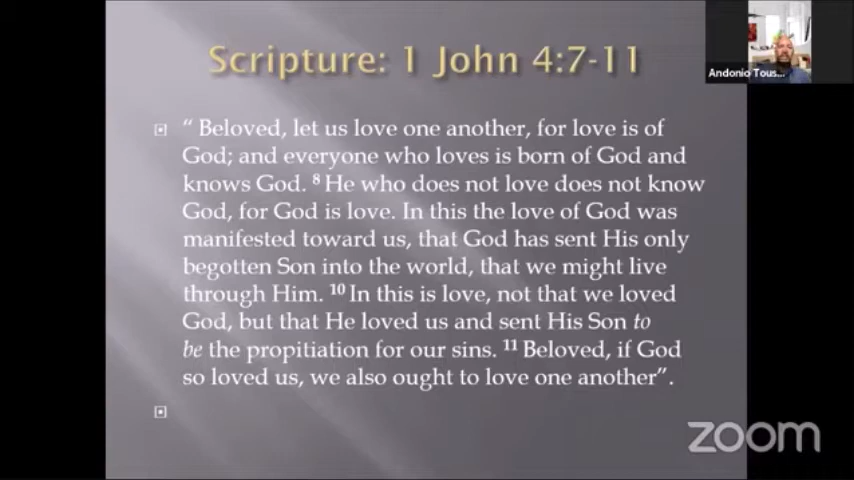 Scripture: 1 John 4:7-11
Andonio Tous...
“ Beloved, let us love one another, for love is of
God; and everyone who loves is born of God and
knows God. 8 He who does not love does not know
God, for God is love. In this the love of God was
manifested toward us, that God has sent His only
begotten Son into the world, that we might live
through Him. 10 In this is love, not that we loved
God, but that He loved us and sent His Son to
be the propitiation for our sins. 11 Beloved, if God
so loved us, we also ought to love one another”.
zoom